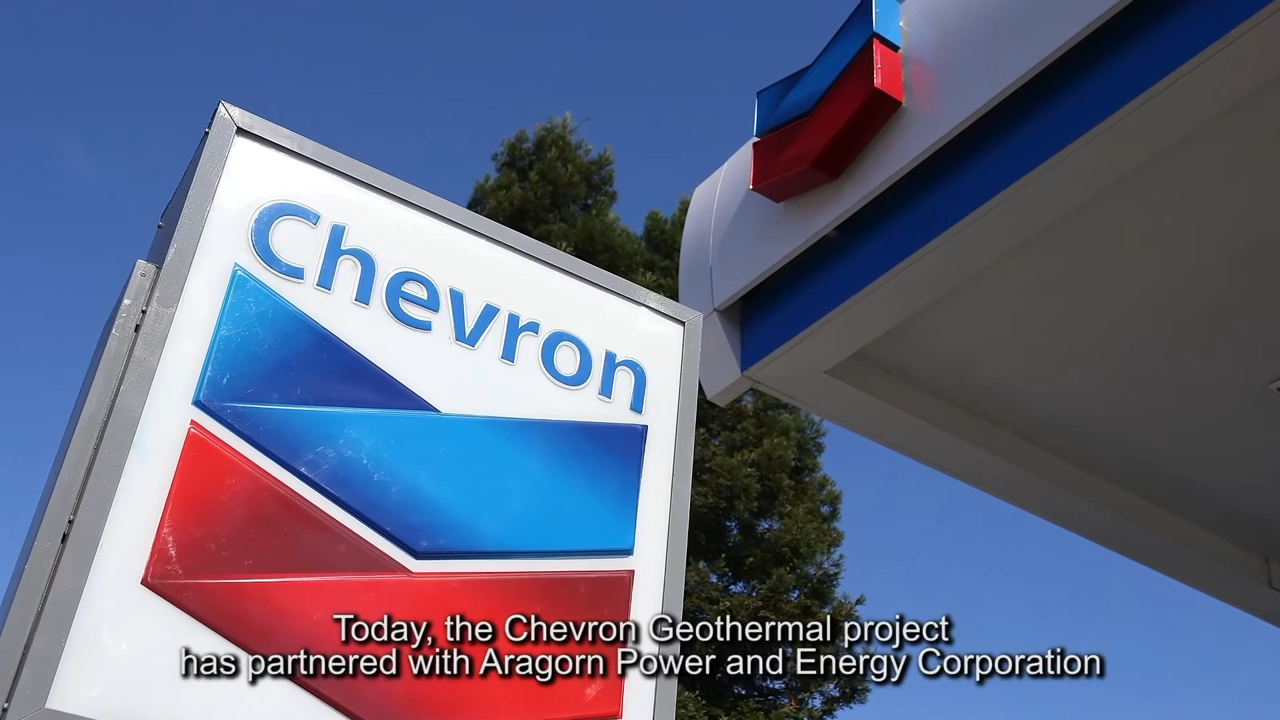 Chevron
Today, the Chevron Geothermal project
has partnered with Aragorn Power and Energy Corporation